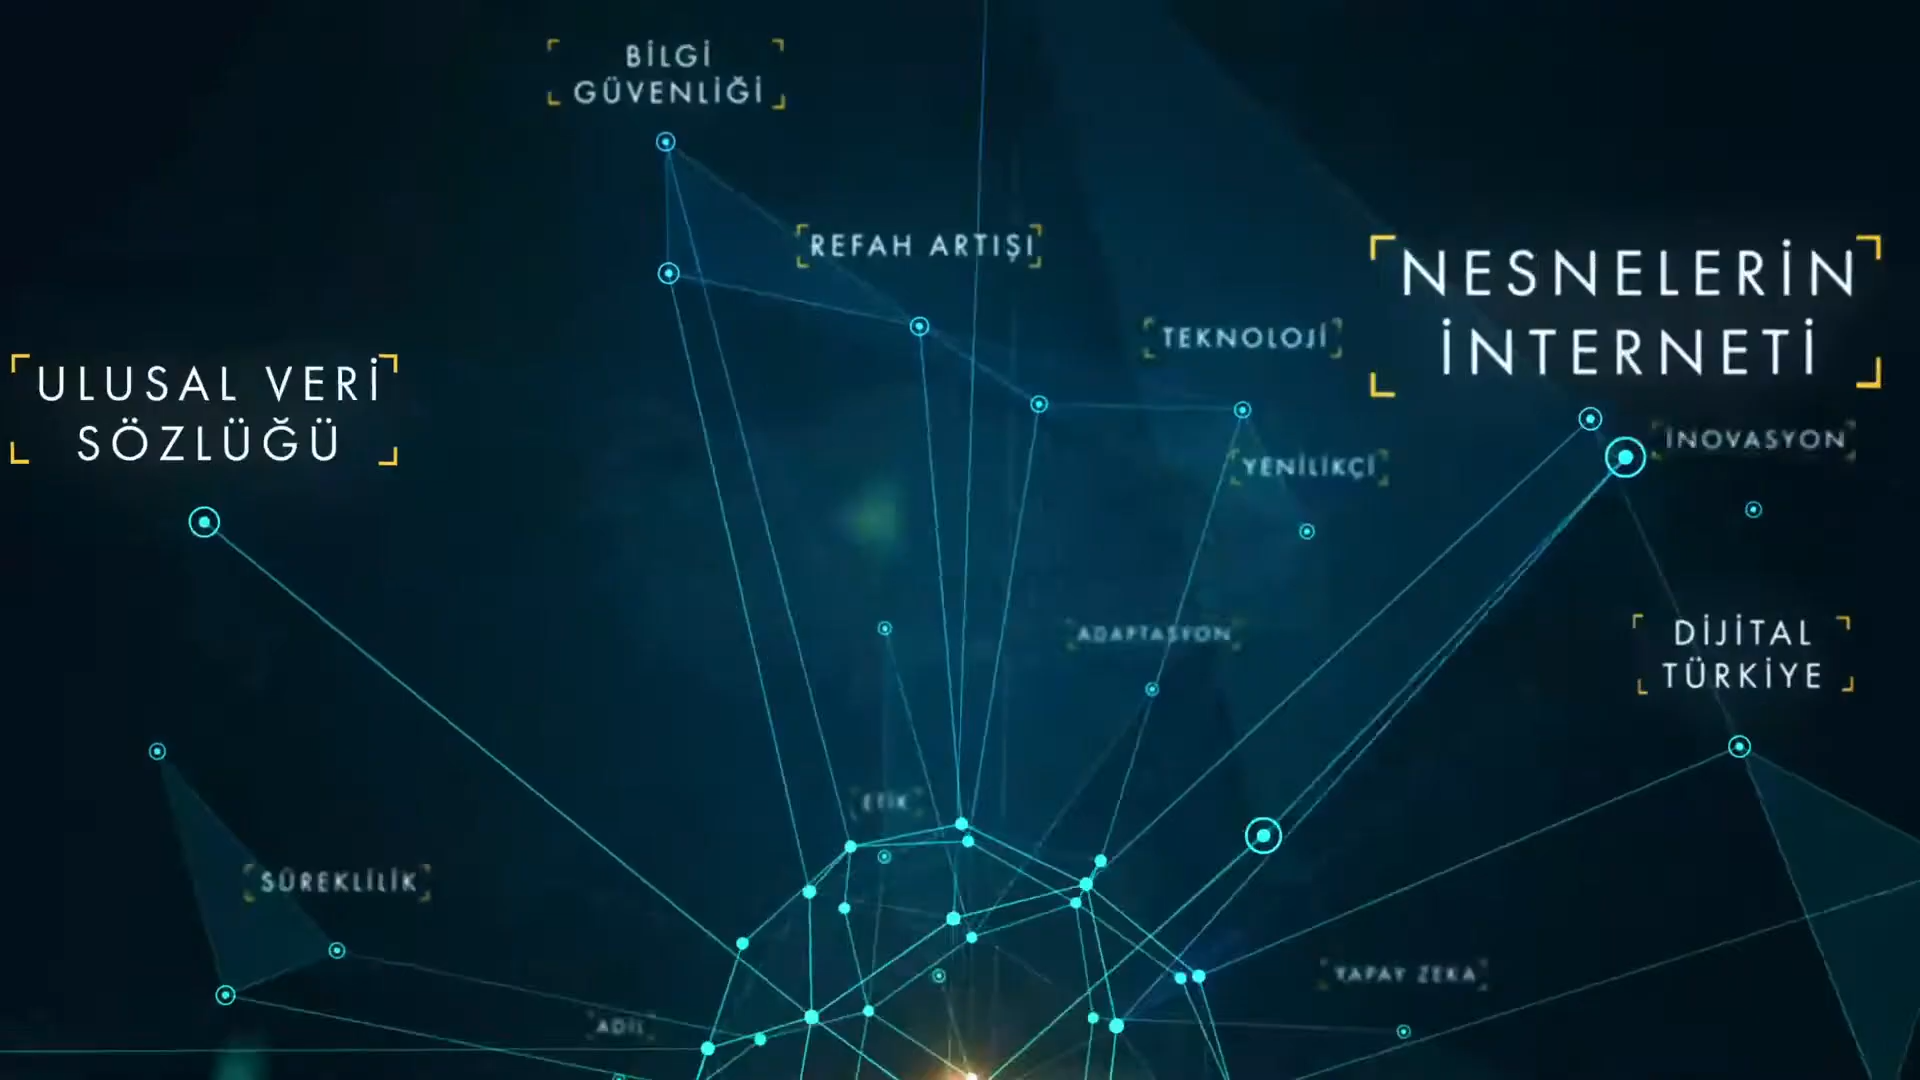 BİLGİ
GÜVENLİĞİ
REFAH ARTIŞI
NESNELERİN
İNTERNETİ
TEKNOLOJİ
ULUSAL VERİ
SÖZLÜĞÜ
İNOVASYON
YENİLİKÇİ
ADAPTASYON
DİJİTAL
TÜRKİYE
ETİK
SÜREKLİLİK
YAPAY ZEKA
ADİL